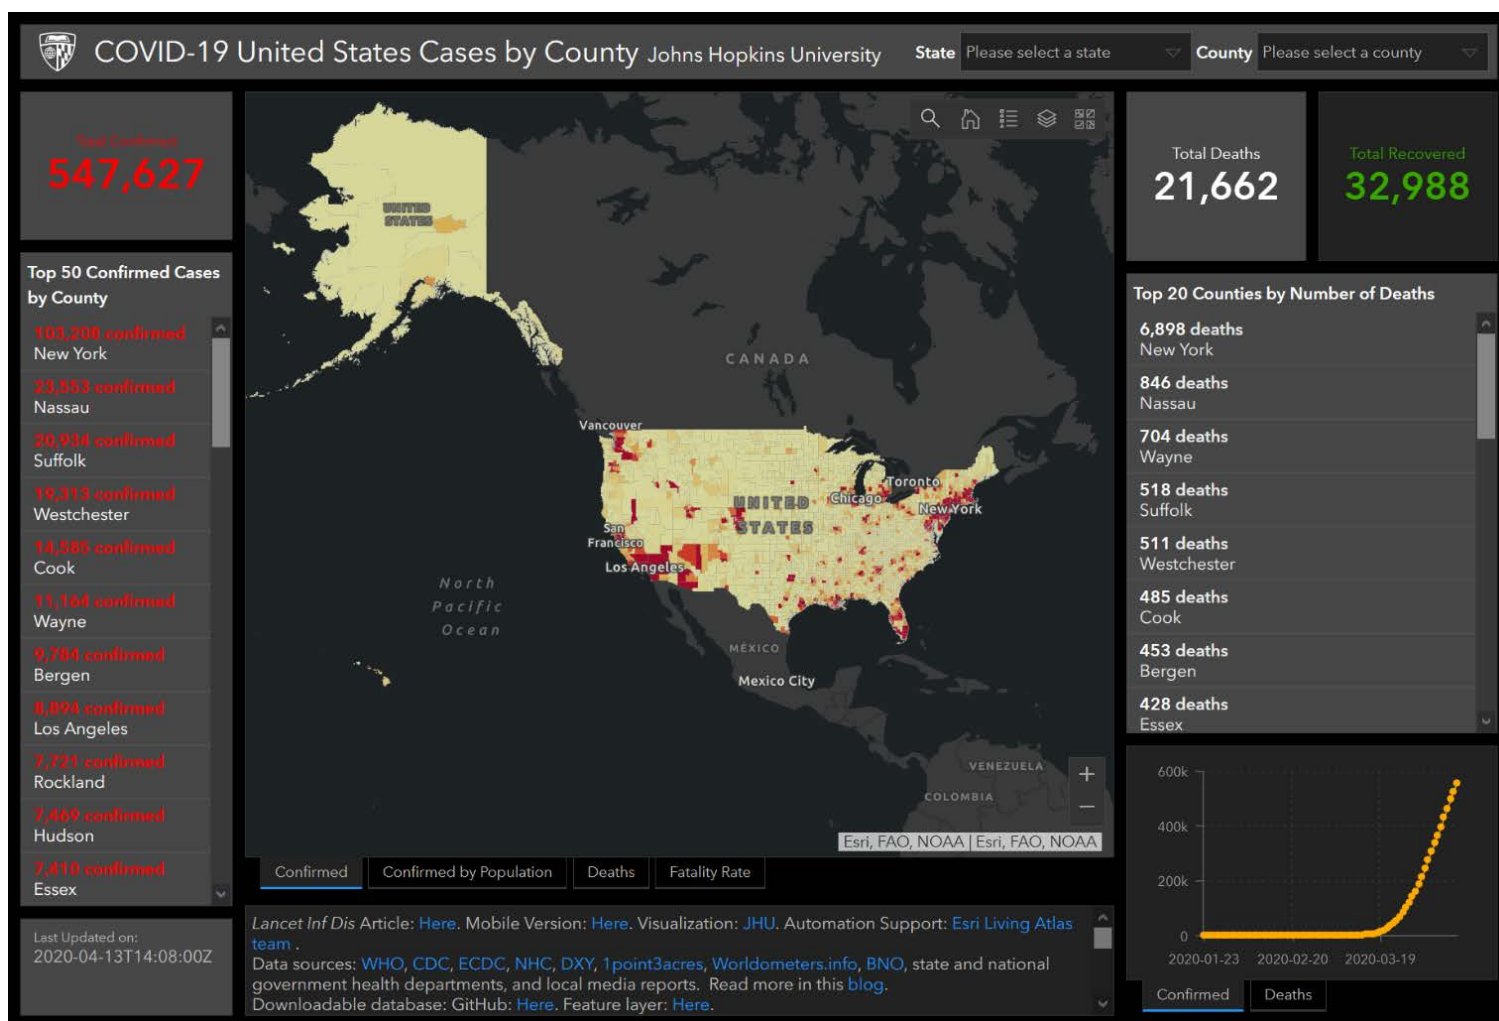 COVID-19 United States Cases by County Johns Hopkins University
State Please select a state
County Please select a county
Total Confirmed
547,627
Top 50 Confirmed Cases
by County
103,208 confirmed
New York
23,553 confirmed
Nassau
20,934 confirmed
Suffolk
19,313 confirmed
Westchester
14,585 confirmed
Cook
11,164 confirmed
Wayne
9,784 confirmed
Bergen
8,894 confirmed
Los Angeles
7,721 confirmed
Rockland
7,469 confirmed
Hudson
7,410 confirmed
Essex
Last Updated on:
2020-04-13T14:08:00Z
UNITED
STATES
CANADA
Vancouver
Toronto
Chicago
New York
UNITED
STATES
San
Francisco
Los Angeles
North
Pacific
Ocean
MÉXICO
Mexico City
VENEZUELA
COLOMBIA
+
−
Esri, FAO, NOAA | Esri, FAO, NOAA
Confirmed
Confirmed by Population
Deaths
Fatality Rate
Lancet Inf Dis Article: Here. Mobile Version: Here. Visualization: JHU. Automation Support: Esri Living Atlas
team .
Data sources: WHO, CDC, ECDC, NHC, DXY, 1point3acres, Worldometers.info, BNO, state and national
government health departments, and local media reports. Read more in this blog.
Downloadable database: GitHub: Here. Feature layer: Here.
Total Deaths
21,662
Total Recovered
32,988
Top 20 Counties by Number of Deaths
6,898 deaths
New York
846 deaths
Nassau
704 deaths
Wayne
518 deaths
Suffolk
511 deaths
Westchester
485 deaths
Cook
453 deaths
Bergen
428 deaths
Essex
600k
400k
200k
0
2020-01-23 2020-02-20 2020-03-19
Confirmed
Deaths